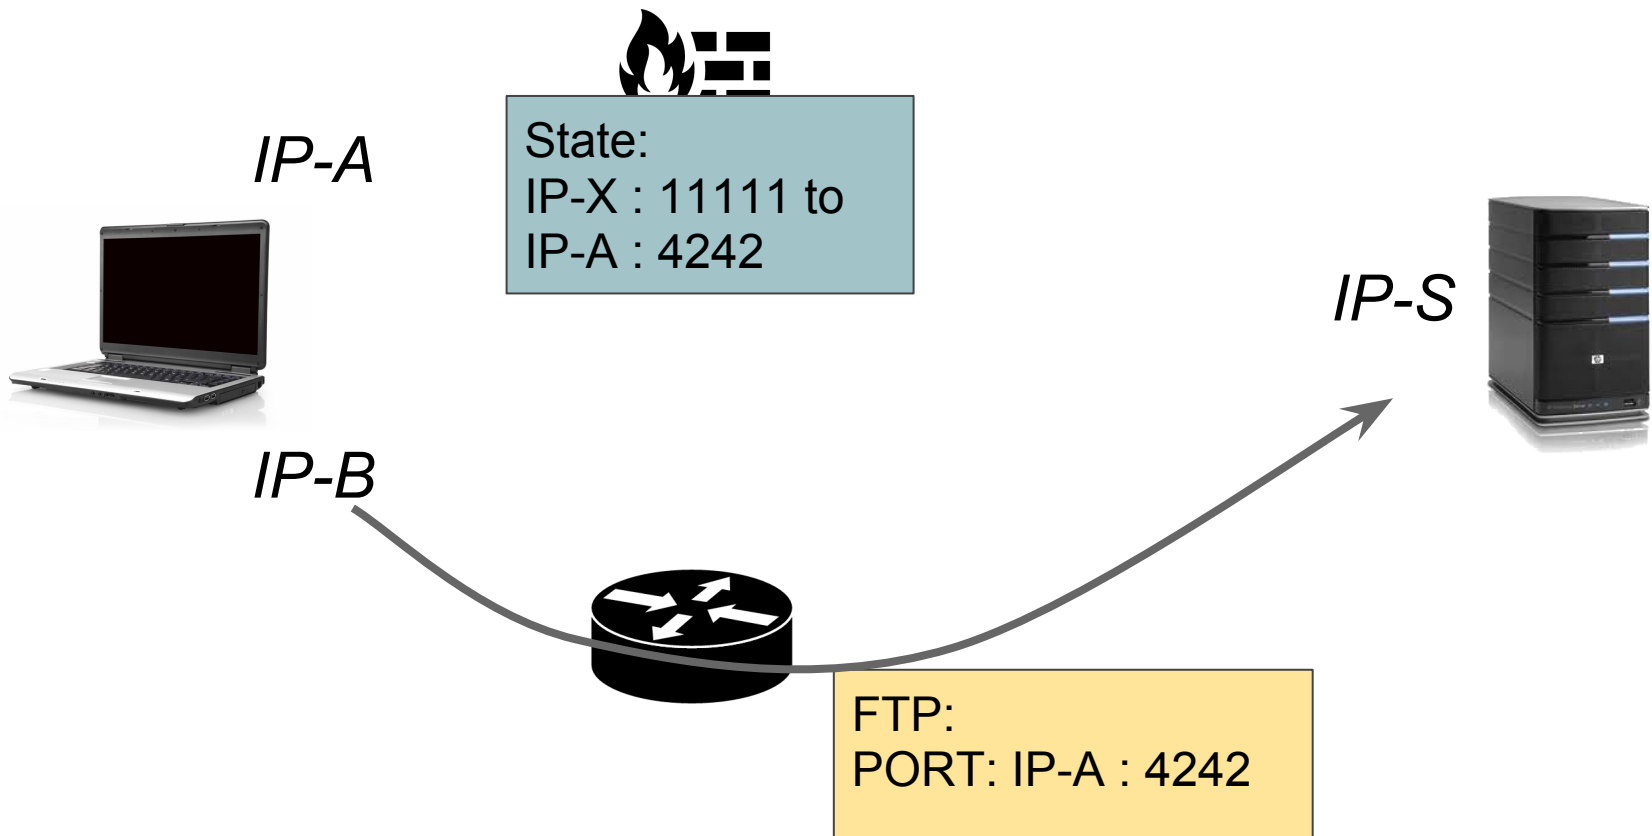 IP-A
State:
IP-X : 11111 to
IP-A : 4242
IP-S
IP-B
FTP:
PORT: IP-A : 4242